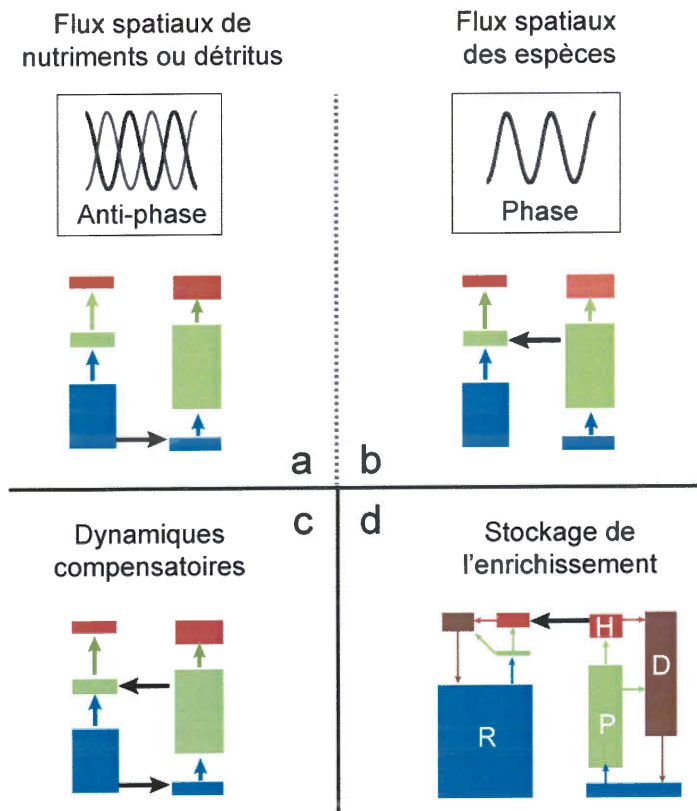 Flux spatiaux de
nutriments ou détritus
Anti-phase
a
Flux spatiaux
des espèces
Phase
b
c
Dynamiques
compensatoires
d
Stockage de
l'enrichissement
H
D
P
R